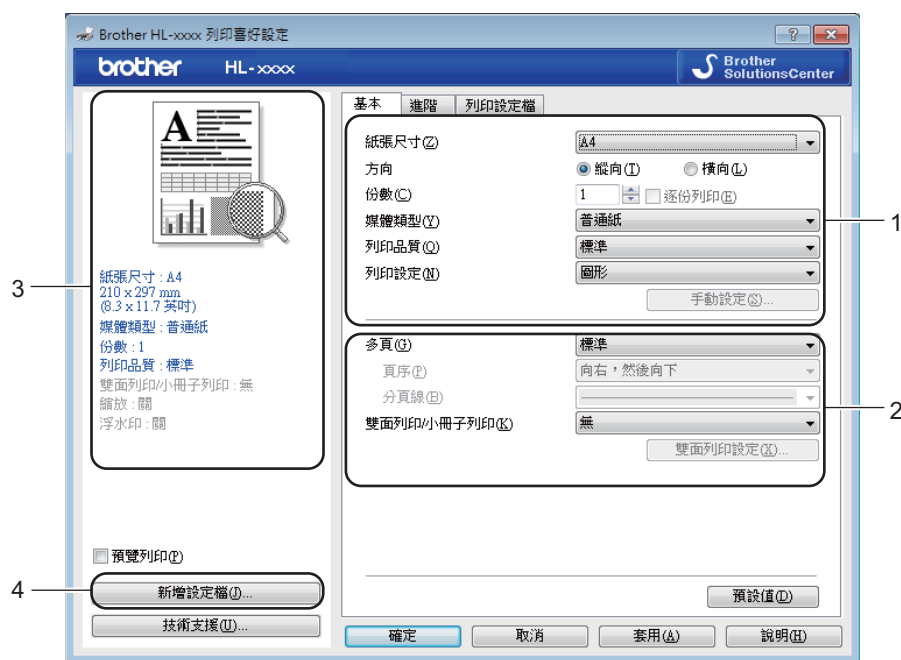 Brother HL-xxxx 列印喜好設定
brother HL-xxxx
Brother
SolutionsCenter
A
紙張尺寸 : A4
210 x 297 mm
(8.3 x 11.7 英吋)
媒體類型 : 普通紙
份數 : 1
列印品質 : 標準
雙面列印/小冊子列印 : 無
縮放 : 關
浮水印 : 關
預覽列印(P)
新增設定檔(J)...
技術支援(U)...
基本 進階 列印設定檔
紙張尺寸(Z) A4
方向 縱向(T) 橫向(L)
份數(C) 1 逐份列印(E)
媒體類型(Y) 普通紙
列印品質(Q) 標準
列印設定(N) 圖形
手動設定(S)...
多頁(G) 標準
頁序(P) 向右，然後向下
分頁線(B)
雙面列印/小冊子列印(K) 無
雙面列印設定(X)...
預設值(D)
確定 取消 套用(A) 說明(H)
1
2
3
4